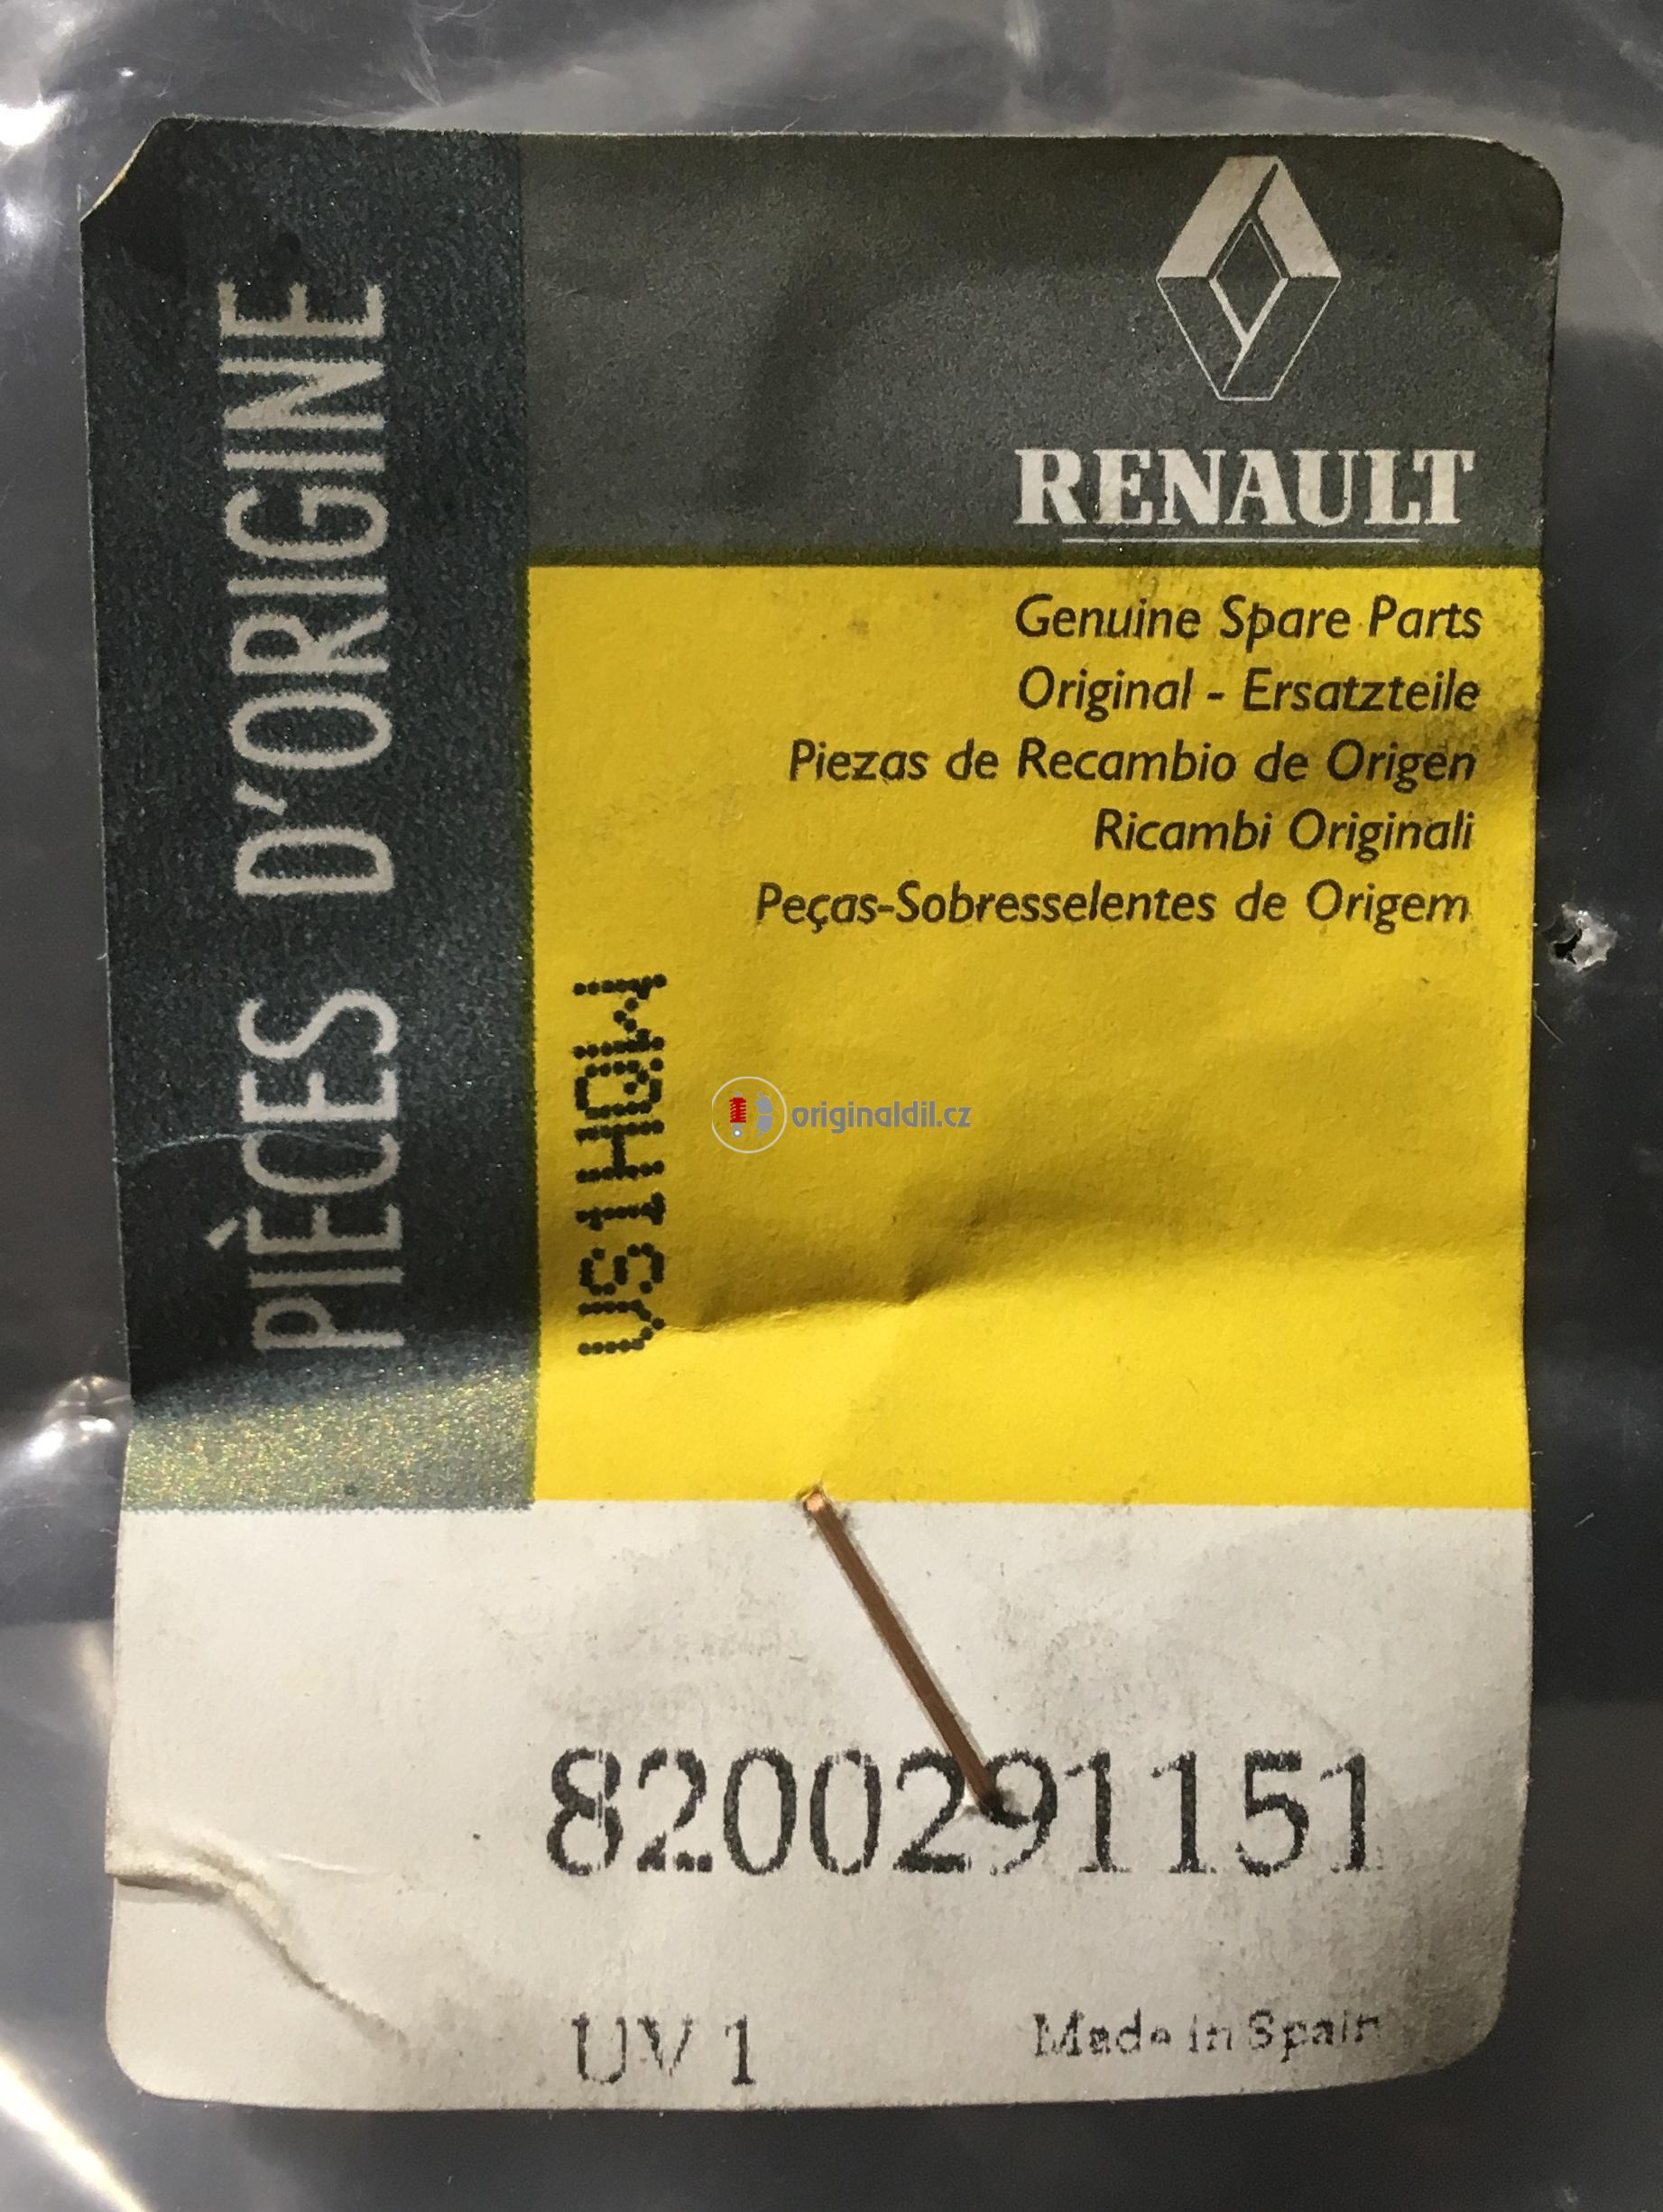 PIÈCES D'ORIGINE
RENAULT
Genuine Spare Parts
Original - Ersatzteile
Piezas de Recambio de Origen
Ricambi Originali
Peças-Sobresselentes de Origem
VS1HQW
originaldil.cz
8200291151
UV 1
Made in Spain